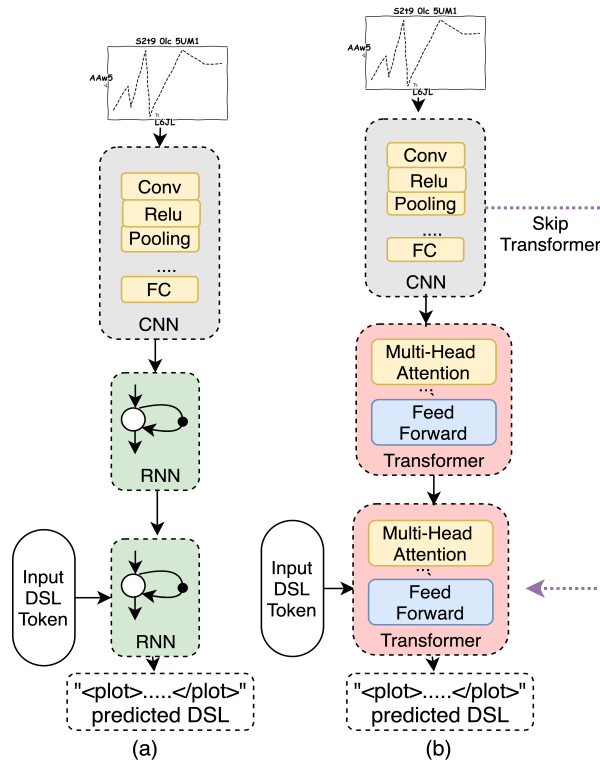 S2t9 0lc 5UM1
AAw5
L6JL
Conv
Relu
Pooling
....
FC
CNN
RNN
Input
DSL
Token
RNN
"<plot>.....</plot>"
predicted DSL
(a)
S2t9 0lc 5UM1
AAw5
L6JL
Conv
Relu
Pooling
....
FC
CNN
Skip
Transformer
Multi-Head
Attention
...
Feed
Forward
Transformer
Input
DSL
Token
Multi-Head
Attention
...
Feed
Forward
Transformer
"<plot>.....</plot>"
predicted DSL
(b)